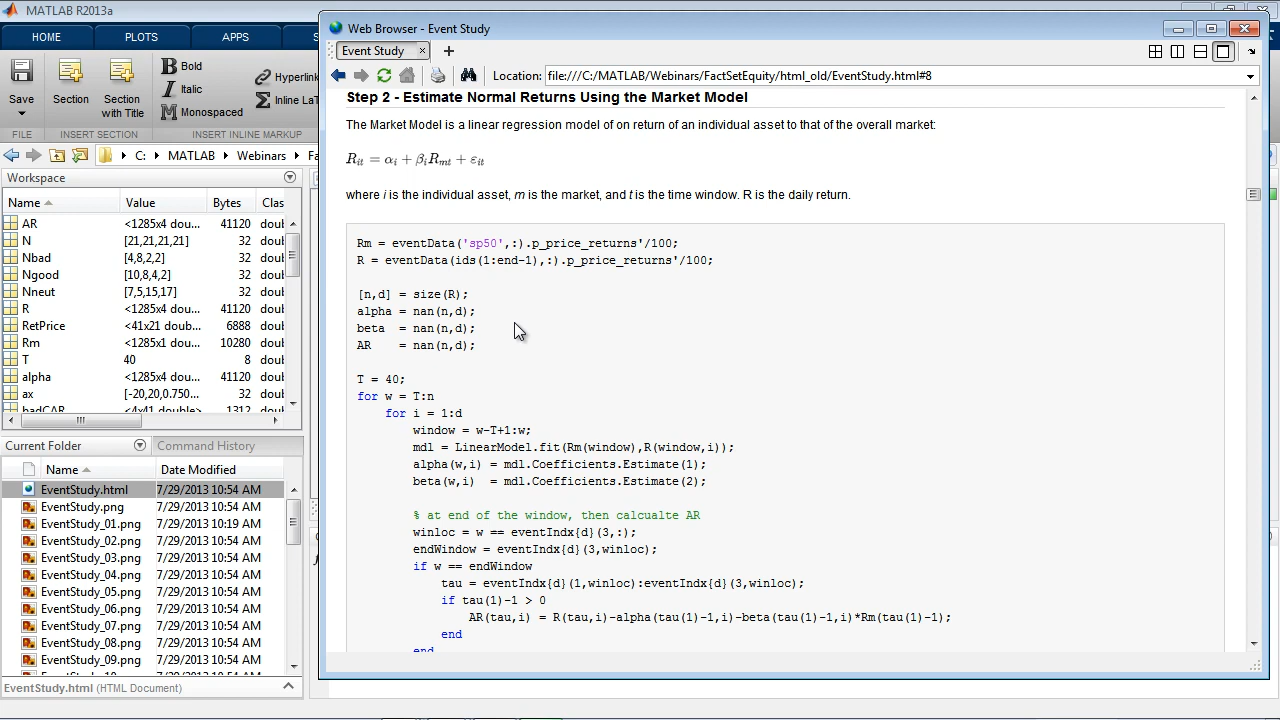 MATLAB R2013a
HOME PLOTS APPS S
Save Section Section with Title Bold Italic Monospaced Hyperlink Inline LaT
FILE INSERT SECTION INSERT INLINE MARKUP
C: MATLAB Webinars Fa
Workspace
Name Value Bytes Clas
AR <1285x4 dou... 41120 doul
N [21,21,21,21] 32 doul
Nbad [4,8,2,2] 32 doul
Ngood [10,8,4,2] 32 doul
Nneut [7,5,15,17] 32 doul
R <1285x4 dou... 41120 doul
RetPrice <41x21 doub... 6888 doul
Rm <1285x1 dou... 10280 doul
T 40 8 doul
alpha <1285x4 dou... 41120 doul
ax [-20,20,0.750... 32 doul
badCAR <4x41 double> 1312 doul
Current Folder Command History
Name Date Modified
EventStudy.html 7/29/2013 10:54 AM
EventStudy.png 7/29/2013 10:54 AM
EventStudy_01.png 7/29/2013 10:19 AM
EventStudy_02.png 7/29/2013 10:54 AM
EventStudy_03.png 7/29/2013 10:54 AM
EventStudy_04.png 7/29/2013 10:54 AM
EventStudy_05.png 7/29/2013 10:54 AM
EventStudy_06.png 7/29/2013 10:54 AM
EventStudy_07.png 7/29/2013 10:54 AM
EventStudy_08.png 7/29/2013 10:54 AM
EventStudy_09.png 7/29/2013 10:54 AM
EventStudy.html (HTML Document)
Web Browser - Event Study
Event Study
Location: file:///C:/MATLAB/Webinars/FactSetEquity/html_old/EventStudy.html#8
Step 2 - Estimate Normal Returns Using the Market Model
The Market Model is a linear regression model of on return of an individual asset to that of the overall market:
R_it = α_i + β_i R_mt + ε_it
where i is the individual asset, m is the market, and t is the time window. R is the daily return.
Rm = eventData('sp50',:).p_price_returns'/100;
R = eventData(ids(1:end-1),:).p_price_returns'/100;
[n,d] = size(R);
alpha = nan(n,d);
beta  = nan(n,d);
AR    = nan(n,d);
T = 40;
for w = T:n
for i = 1:d
window = w-T+1:w;
mdl = LinearModel.fit(Rm(window),R(window,i));
alpha(w,i) = mdl.Coefficients.Estimate(1);
beta(w,i)  = mdl.Coefficients.Estimate(2);
% at end of the window, then calcualte AR
winloc = w == eventIndx{d}(3,:);
endWindow = eventIndx{d}(3,winloc);
if w == endWindow
tau = eventIndx{d}(1,winloc):eventIndx{d}(3,winloc);
if tau(1)-1 > 0
AR(tau,i) = R(tau,i)-alpha(tau(1)-1,i)-beta(tau(1)-1,i)*Rm(tau(1)-1);
end
end